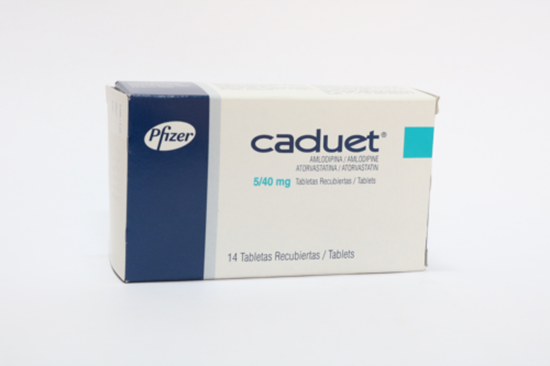 Pfizer
caduet®
AMLODIPINA / AMLODIPINE
ATORVASTATINA / ATORVASTATIN
5/40 mg Tabletas Recubiertas / Tablets
14 Tabletas Recubiertas / Tablets